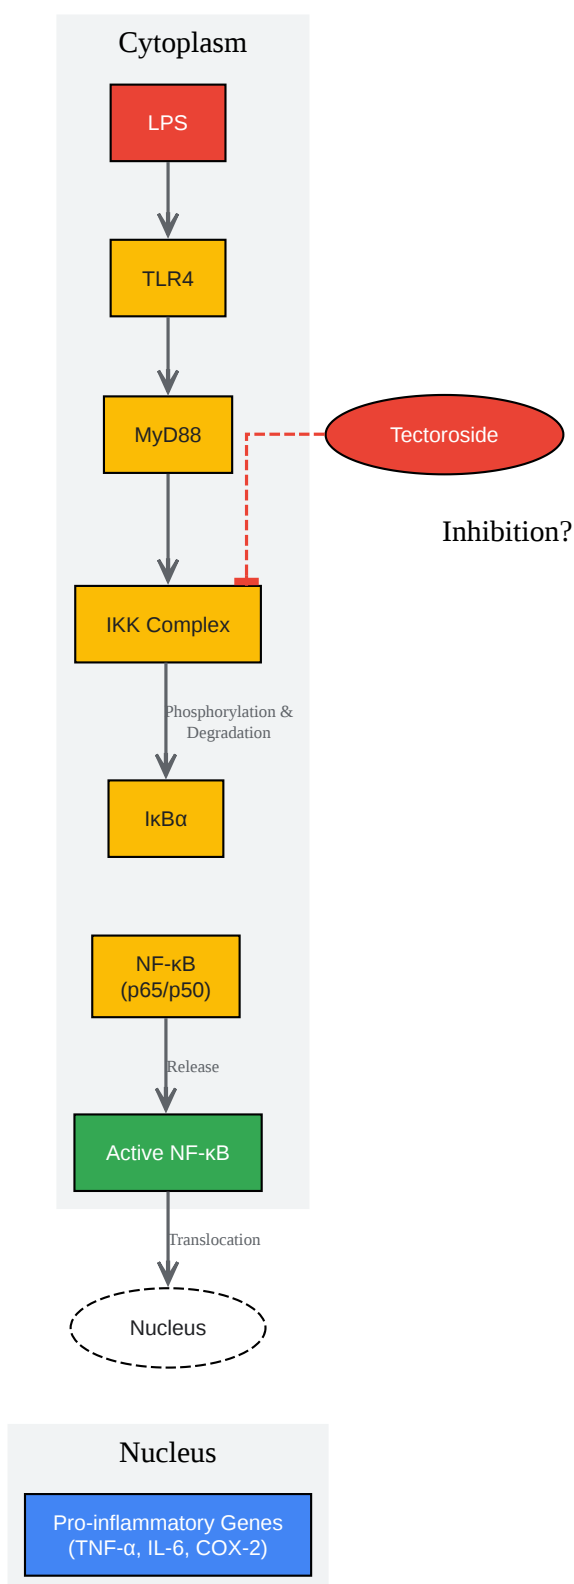 Cytoplasm
LPS
TLR4
MyD88
Tectoroside
Inhibition?
IKK Complex
Phosphorylation &
Degradation
IκBα
NF-κB
(p65/p50)
Release
Active NF-κB
Translocation
Nucleus
Nucleus
Pro-inflammatory Genes
(TNF-α, IL-6, COX-2)